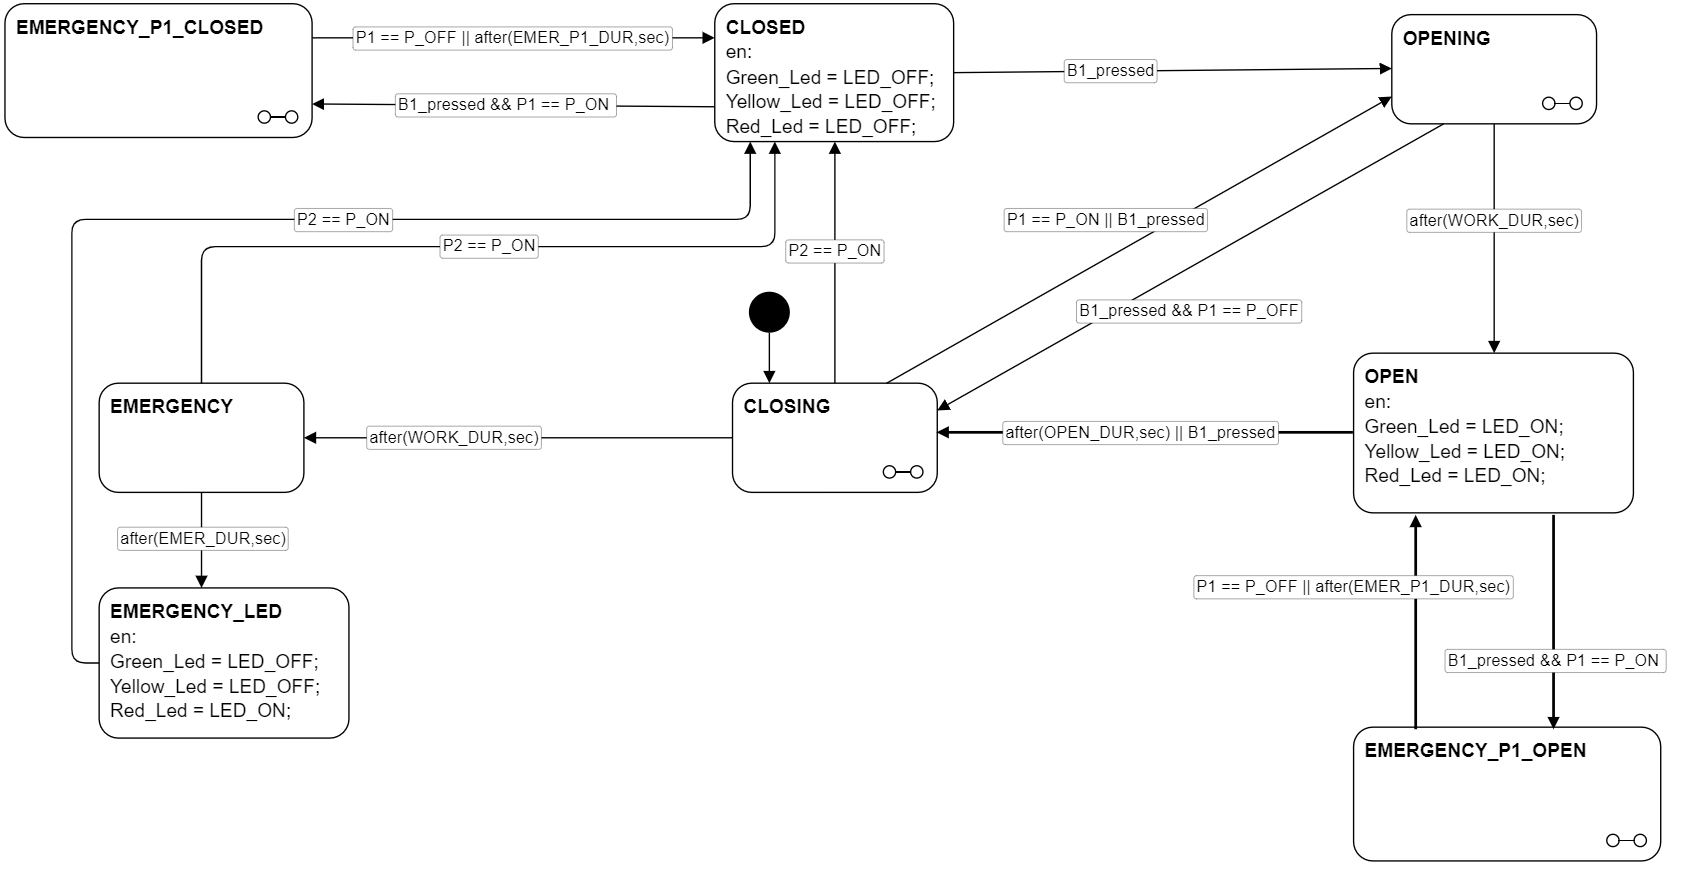 EMERGENCY_P1_CLOSED
P1 == P_OFF || after(EMER_P1_DUR,sec)
B1_pressed && P1 == P_ON
CLOSED
en:
Green_Led = LED_OFF;
Yellow_Led = LED_OFF;
Red_Led = LED_OFF;
B1_pressed
OPENING
P2 == P_ON
P2 == P_ON
P2 == P_ON
P1 == P_ON || B1_pressed
B1_pressed && P1 == P_OFF
after(WORK_DUR,sec)
EMERGENCY
after(WORK_DUR,sec)
CLOSING
after(OPEN_DUR,sec) || B1_pressed
OPEN
en:
Green_Led = LED_ON;
Yellow_Led = LED_ON;
Red_Led = LED_ON;
after(EMER_DUR,sec)
EMERGENCY_LED
en:
Green_Led = LED_OFF;
Yellow_Led = LED_OFF;
Red_Led = LED_ON;
P1 == P_OFF || after(EMER_P1_DUR,sec)
B1_pressed && P1 == P_ON
EMERGENCY_P1_OPEN